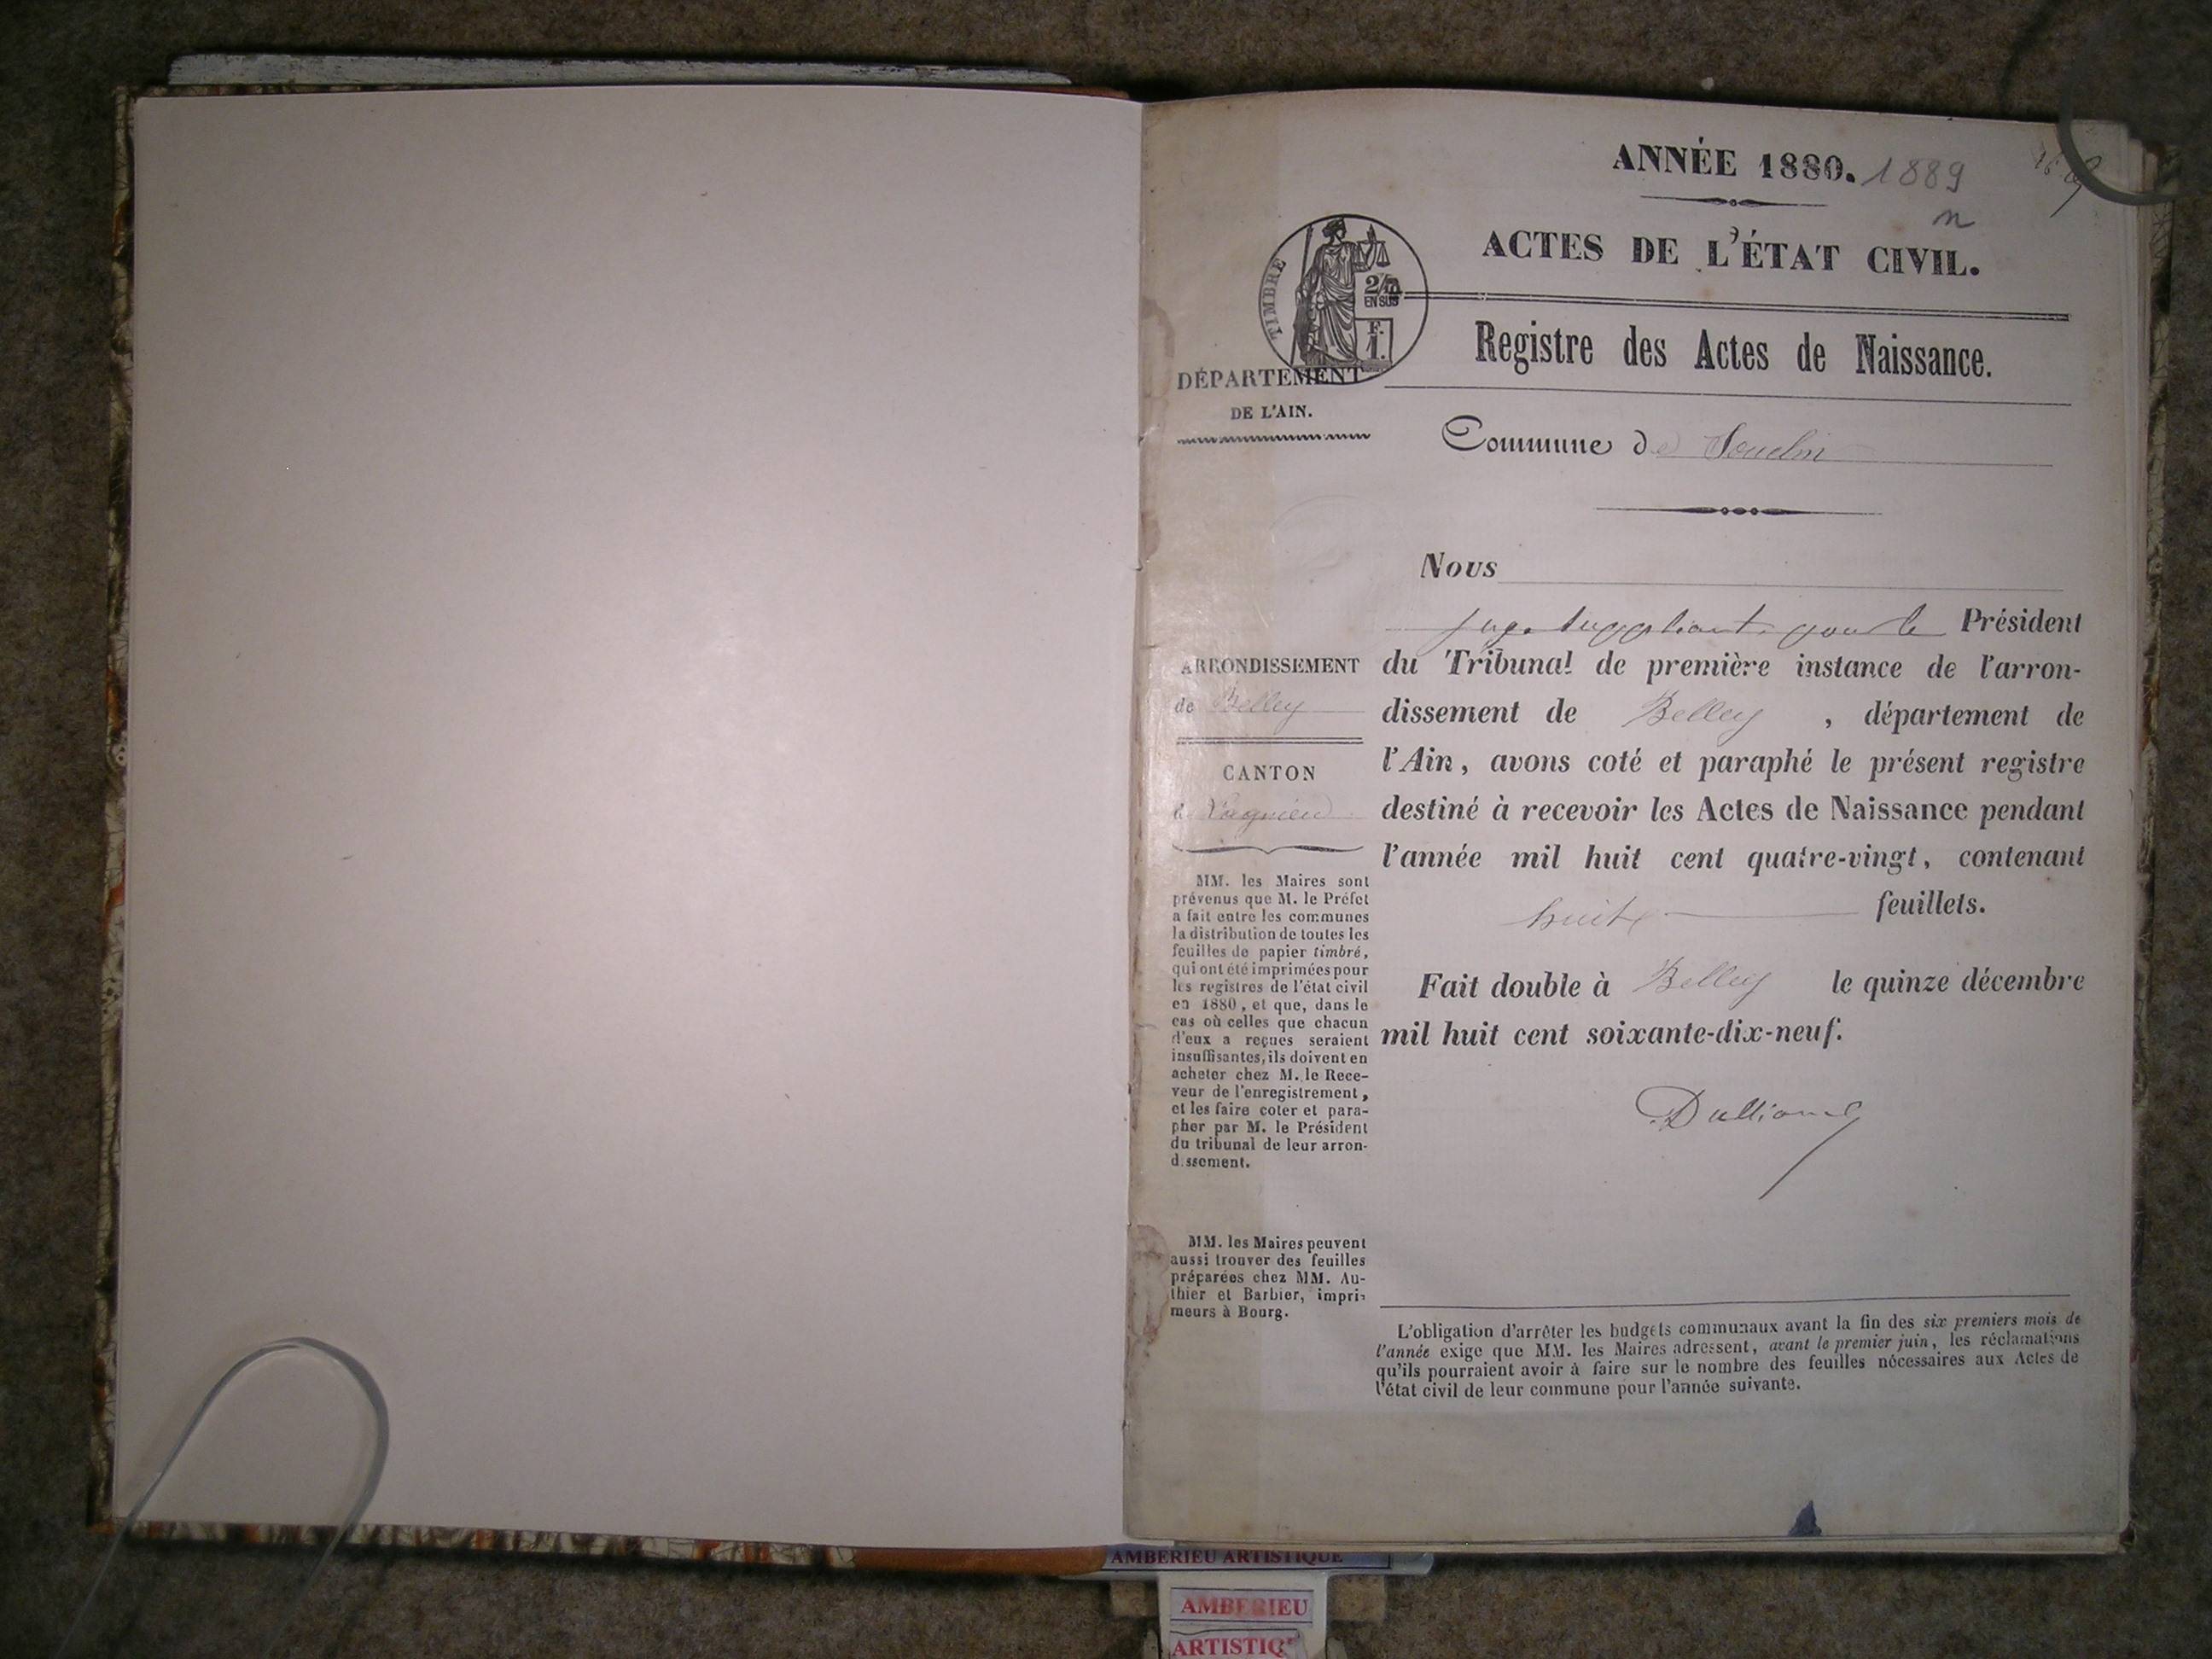 ANNÉE 1880. 1889
n
ACTES DE L'ÉTAT CIVIL.
TIMBRE
2/10
EN SUS
F.
1.
Registre des Actes de Naissance.
DÉPARTEMENT
DE L'AIN.
Commune de Souclin
Nous
juge suppléant pour le Président
du Tribunal de première instance de l'arron-
dissement de Belley, département de
l'Ain, avons coté et paraphé le présent registre
destiné à recevoir les Actes de Naissance pendant
l'année mil huit cent quatre-vingt, contenant
huit feuillets.
Fait double à Belley le quinze décembre
mil huit cent soixante-dix-neuf.
ARRONDISSEMENT
de Belley
CANTON
de Lagnieu
MM. les Maires sont
prévenus que M. le Préfet
a fait entre les communes
la distribution de toutes les
feuilles de papier timbré,
qui ont été imprimées pour
les registres de l'état civil
en 1880, et que, dans le
cas où celles que chacun
d'eux a reçues seraient
insuffisantes, ils doivent en
acheter chez M. le Rece-
veur de l'enregistrement,
et les faire coter et para-
pher par M. le Président
du tribunal de leur arron-
dissement.
MM. les Maires peuvent
aussi trouver des feuilles
préparées chez MM. Au-
thier et Barbier, impri-
meurs à Bourg.
L'obligation d'arrêter les budgets communaux avant la fin des six premiers mois de
l'année exige que MM. les Maires adressent, avant le premier juin, les réclamations
qu'ils pourraient avoir à faire sur le nombre des feuilles nécessaires aux Actes de
l'état civil de leur commune pour l'année suivante.
AMBERIEU ARTISTIQUE
AMBERIEU
ARTISTIQ